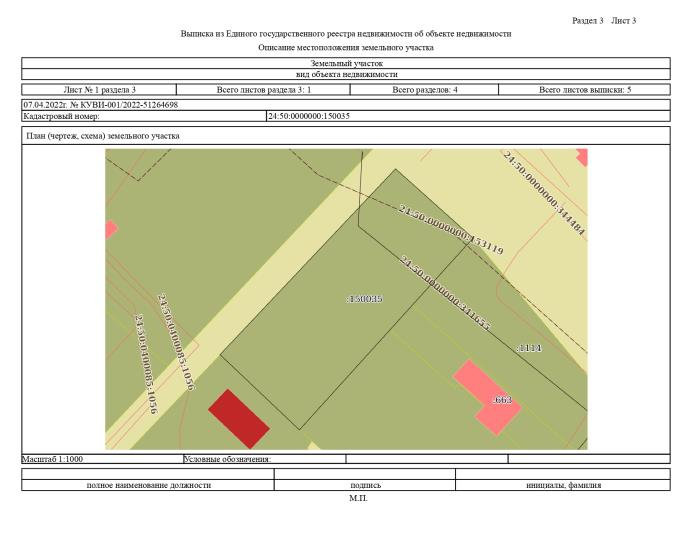 Раздел 3 Лист 3
Выписка из Единого государственного реестра недвижимости об объекте недвижимости
Описание местоположения земельного участка
Земельный участок
вид объекта недвижимости
Лист № 1 раздела 3 Всего листов раздела 3: 1 Всего разделов: 4 Всего листов выписки: 5
07.04.2022г. № КУВИ-001/2022-51264698
Кадастровый номер: 24:50:0000000:150035
План (чертеж, схема) земельного участка
24:50:0000000:344484
24:50:0000000:153119
24:50:0000000:341655
:150035
24:50:0400085:1056
24:50:0400085:1056
:1114
:663
Масштаб 1:1000 Условные обозначения:
полное наименование должности подпись инициалы, фамилия
М.П.